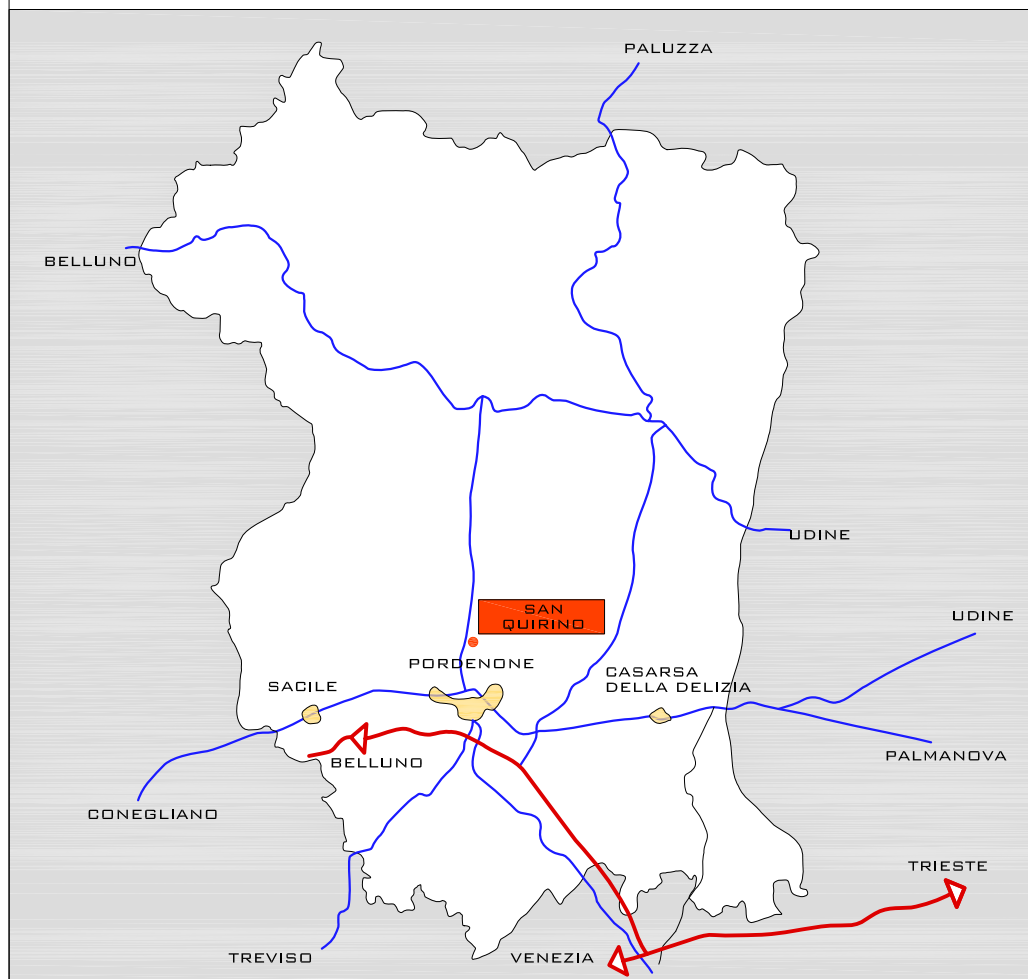 PALUZZA
BELLUNO
UDINE
SAN
QUIRINO
UDINE
PORDENONE
CASARSA
DELLA DELIZIA
SACILE
PALMANOVA
BELLUNO
CONEGLIANO
TRIESTE
TREVISO
VENEZIA